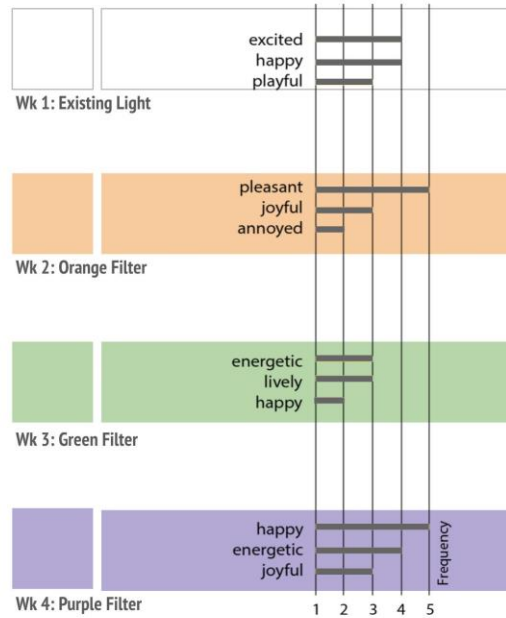 excited
happy
playful
Wk 1: Existing Light
pleasant
joyful
annoyed
Wk 2: Orange Filter
energetic
lively
happy
Wk 3: Green Filter
happy
energetic
joyful
Frequency
Wk 4: Purple Filter
1 2 3 4 5